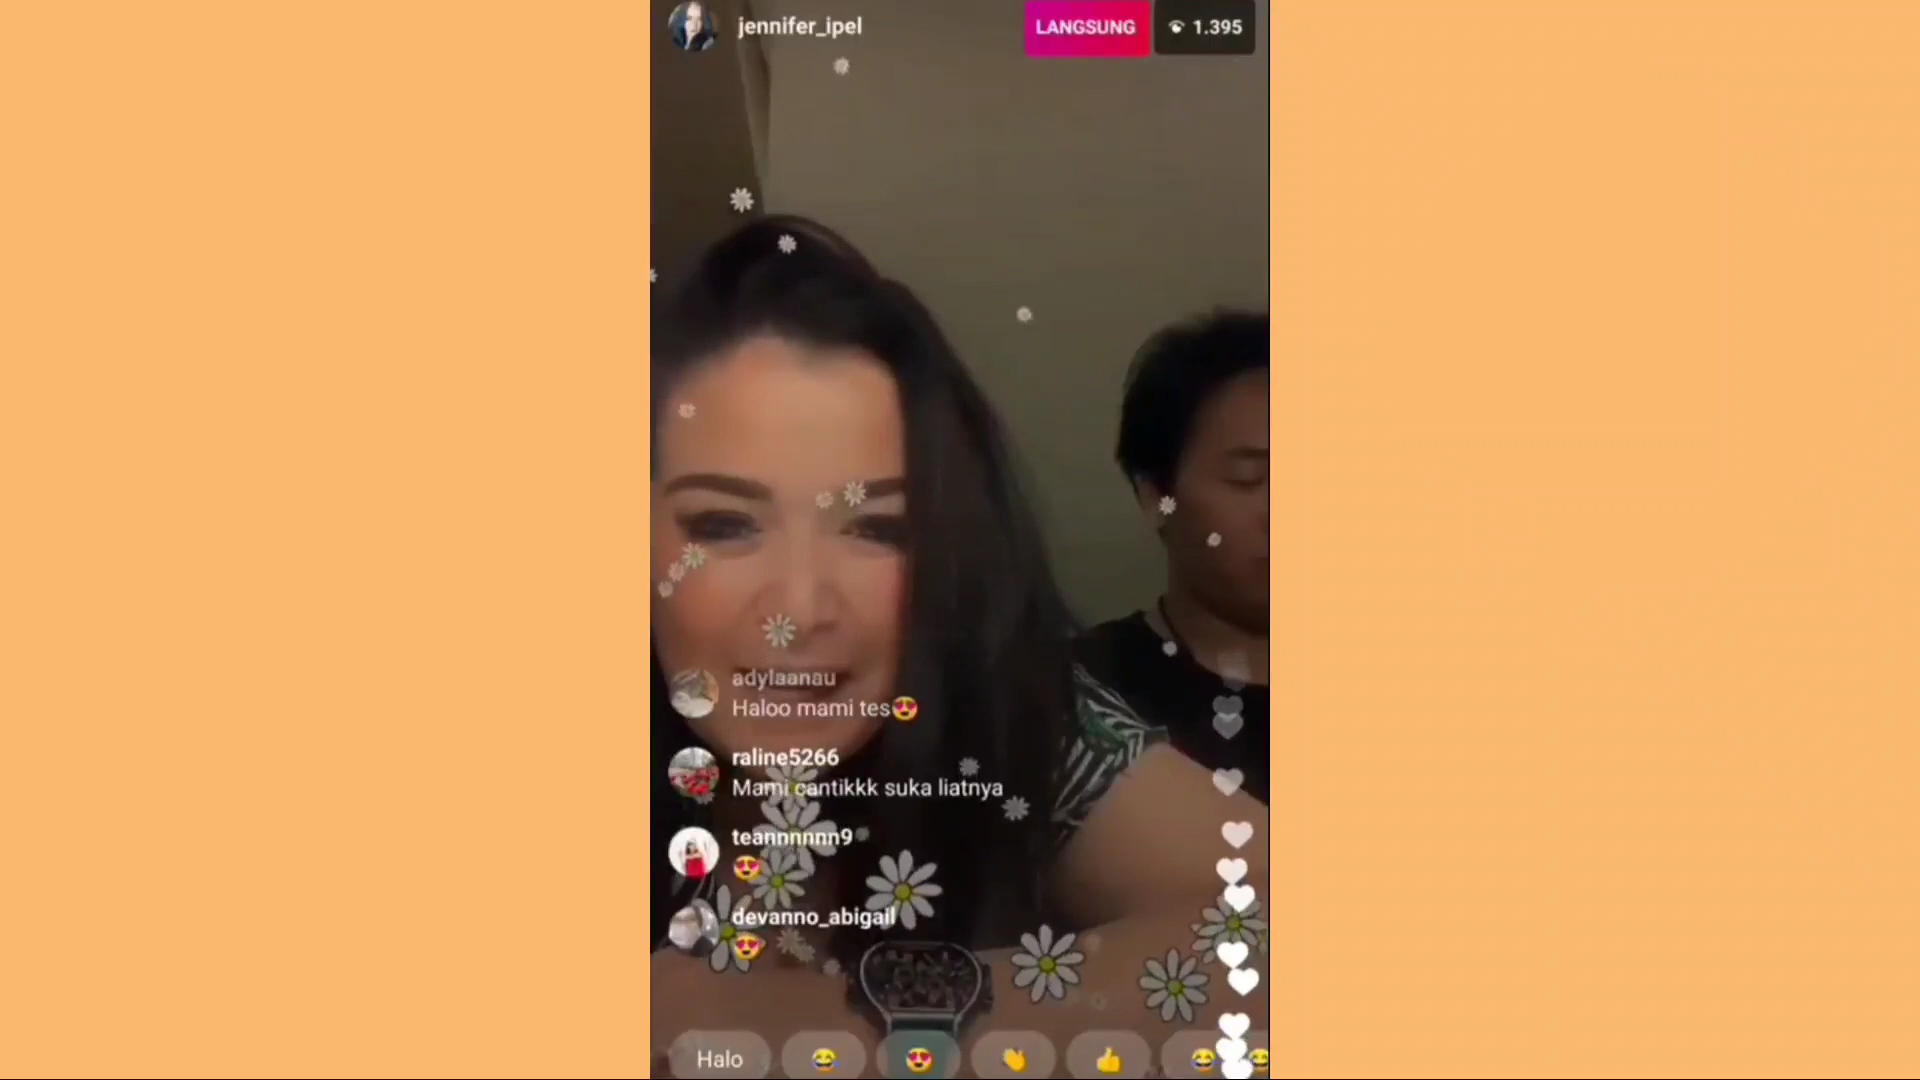 jennifer_ipel
LANGSUNG
1.395
adylaanau
Haloo mami tes😍
raline5266
Mami cantikkk suka liatnya
teannnnnn9
😍
devanno_abigail
😍
Halo 😂 😍 👏 👍 😂 😂